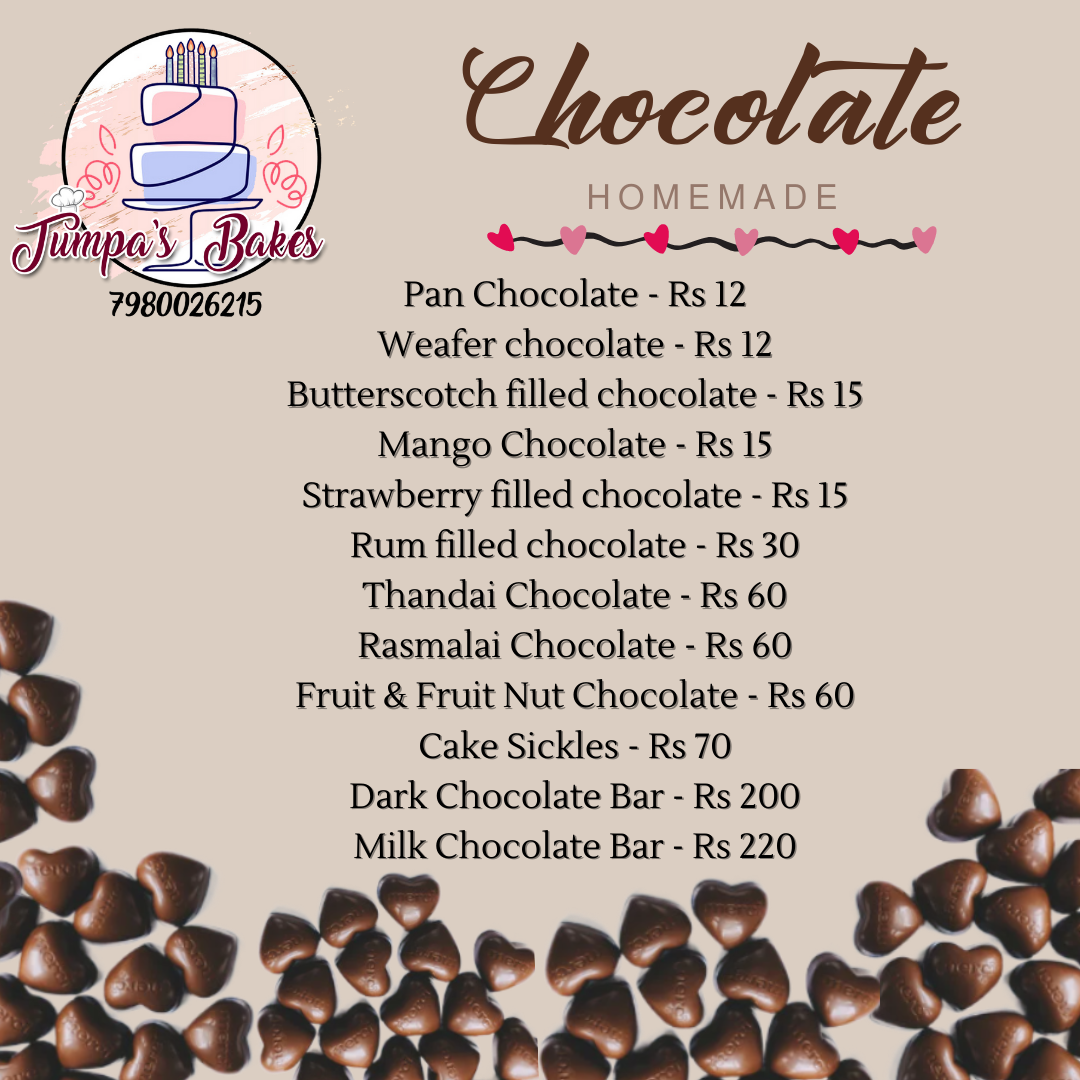 Jumpa's Bakes
7980026215
Chocolate
HOMEMADE
Pan Chocolate - Rs 12
Weafer chocolate - Rs 12
Butterscotch filled chocolate - Rs 15
Mango Chocolate - Rs 15
Strawberry filled chocolate - Rs 15
Rum filled chocolate - Rs 30
Thandai Chocolate - Rs 60
Rasmalai Chocolate - Rs 60
Fruit & Fruit Nut Chocolate - Rs 60
Cake Sickles - Rs 70
Dark Chocolate Bar - Rs 200
Milk Chocolate Bar - Rs 220